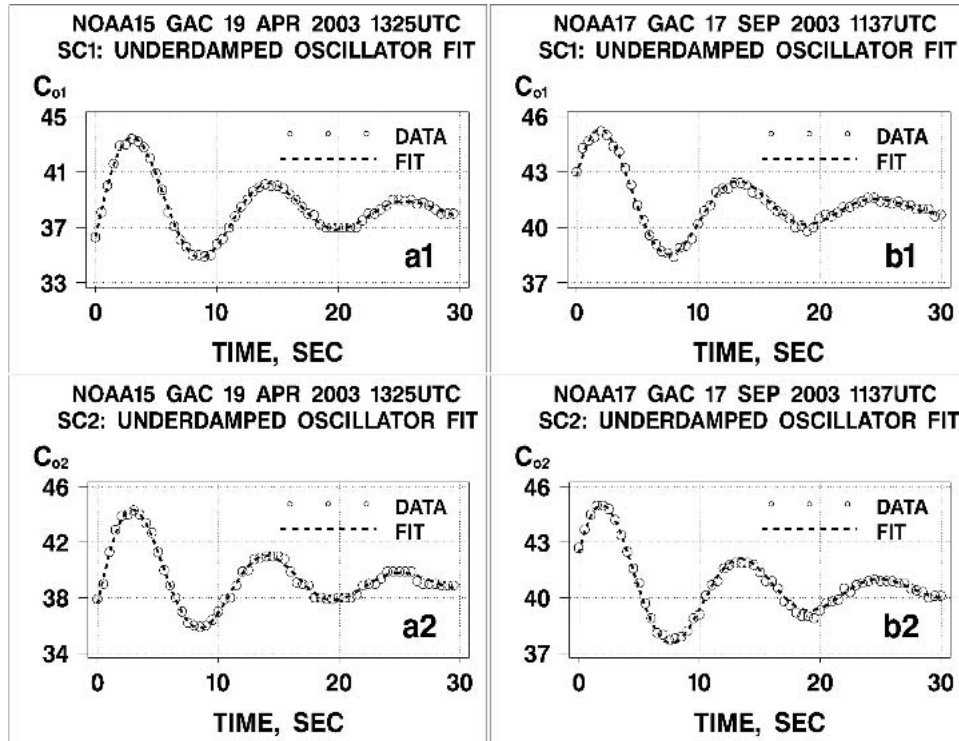 NOAA15 GAC 19 APR 2003 1325UTC
SC1: UNDERDAMPED OSCILLATOR FIT
Co1
45
41
37
33
DATA
FIT
a1
0 10 20 30
TIME, SEC
NOAA17 GAC 17 SEP 2003 1137UTC
SC1: UNDERDAMPED OSCILLATOR FIT
Co1
46
43
40
37
DATA
FIT
b1
0 10 20 30
TIME, SEC
NOAA15 GAC 19 APR 2003 1325UTC
SC2: UNDERDAMPED OSCILLATOR FIT
Co2
46
42
38
34
DATA
FIT
a2
0 10 20 30
TIME, SEC
NOAA17 GAC 17 SEP 2003 1137UTC
SC2: UNDERDAMPED OSCILLATOR FIT
Co2
46
43
40
37
DATA
FIT
b2
0 10 20 30
TIME, SEC